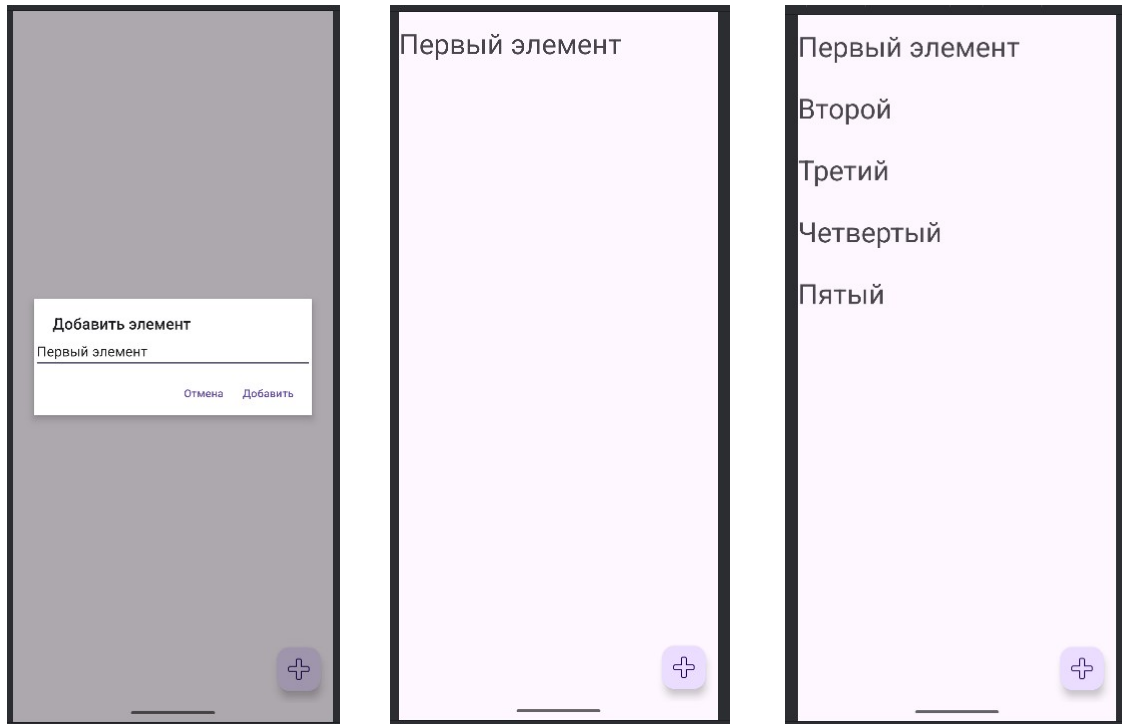 Добавить элемент
Первый элемент
Отмена Добавить
Первый элемент
Первый элемент
Второй
Третий
Четвертый
Пятый